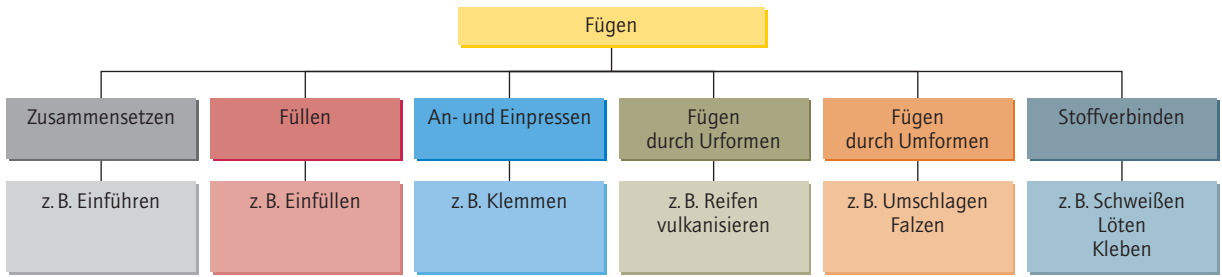 Fügen
Zusammensetzen
Füllen
An- und Einpressen
Fügen
durch Urformen
Fügen
durch Umformen
Stoffverbinden
z. B. Einführen
z. B. Einfüllen
z. B. Klemmen
z. B. Reifen
vulkanisieren
z. B. Umschlagen
Falzen
z. B. Schweißen
Löten
Kleben